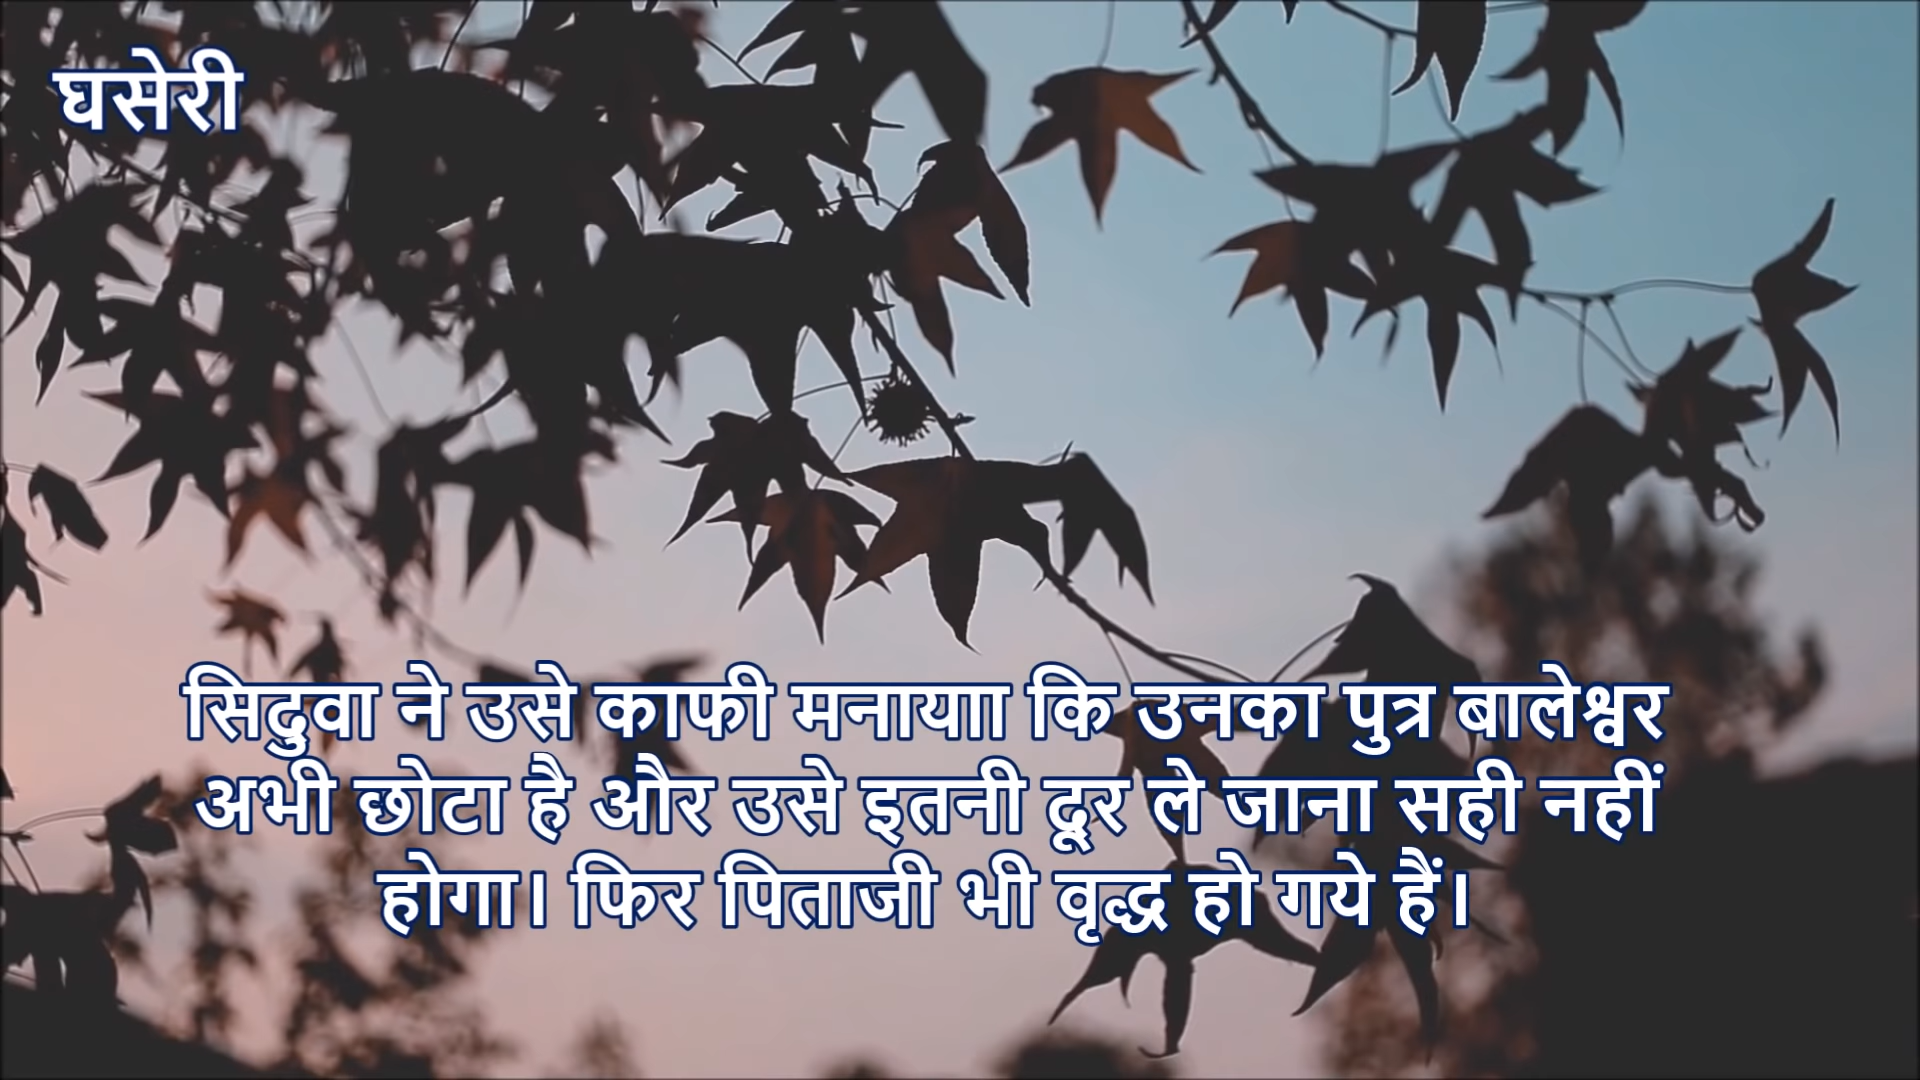 घसेरी
सिदुवा ने उसे काफी मनायाा कि उनका पुत्र बालेश्वर
अभी छोटा है और उसे इतनी दूर ले जाना सही नहीं
होगा। फिर पिताजी भी वृद्ध हो गये हैं।